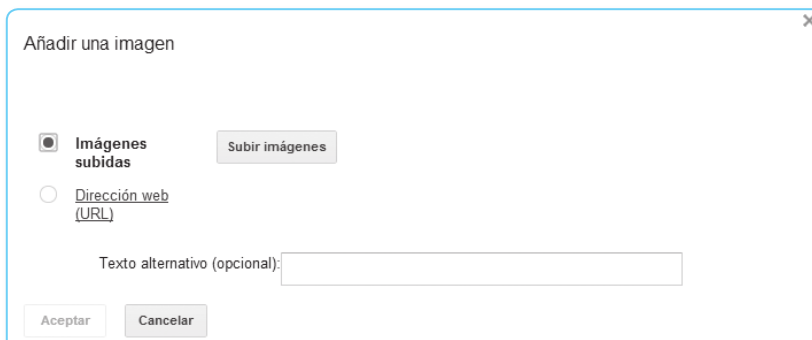 Añadir una imagen
Imágenes
subidas
Subir imágenes
Dirección web
(URL)
Texto alternativo (opcional):
Aceptar
Cancelar